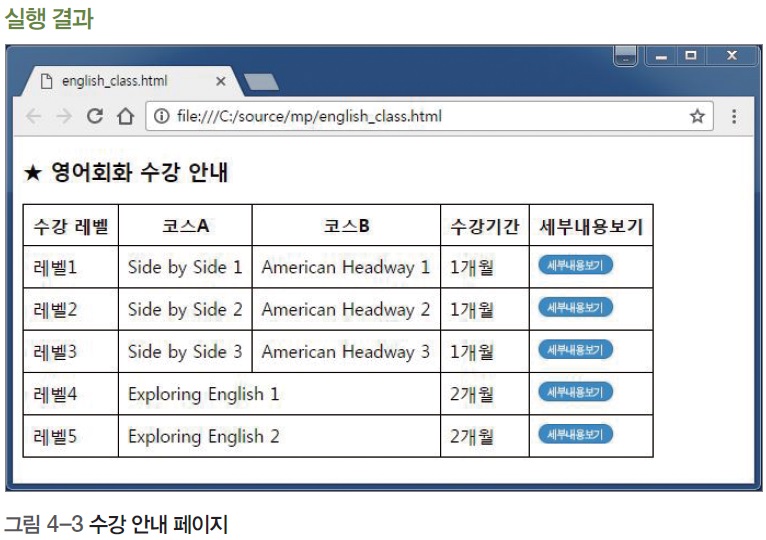 실행 결과
english_class.html
file:///C:/source/mp/english_class.html
★ 영어회화 수강 안내
수강 레벨 코스A 코스B 수강기간 세부내용보기
레벨1 Side by Side 1 American Headway 1 1개월 세부내용보기
레벨2 Side by Side 2 American Headway 2 1개월 세부내용보기
레벨3 Side by Side 3 American Headway 3 1개월 세부내용보기
레벨4 Exploring English 1 2개월 세부내용보기
레벨5 Exploring English 2 2개월 세부내용보기
그림 4-3 수강 안내 페이지